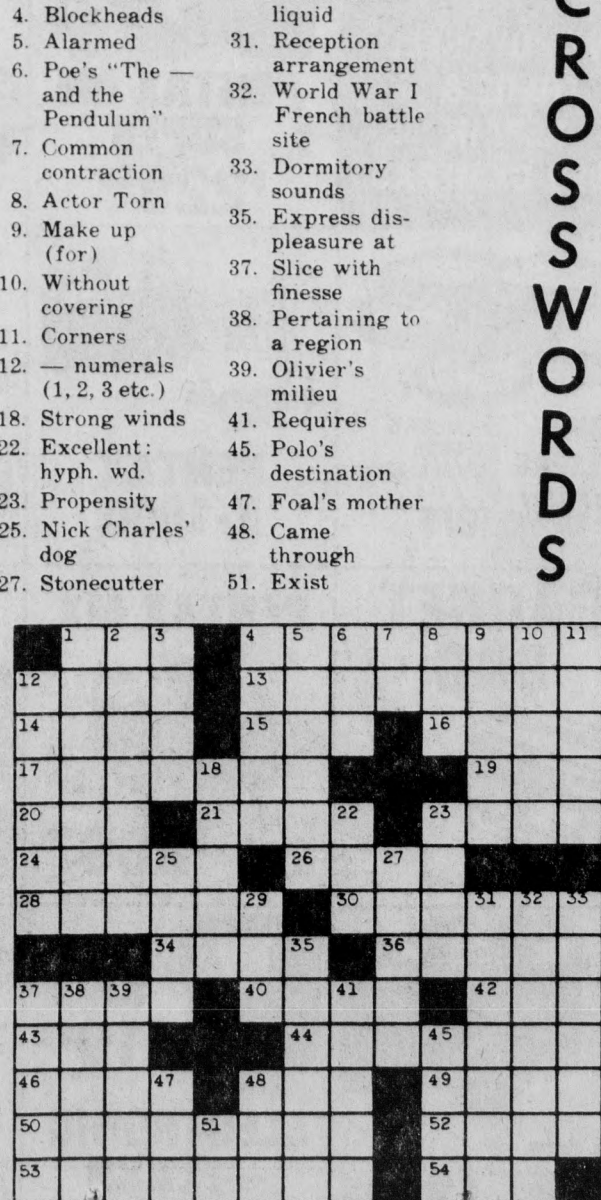 4. Blockheads
5. Alarmed
6. Poe's "The —
and the
Pendulum"
7. Common
contraction
8. Actor Torn
9. Make up
(for)
10. Without
covering
11. Corners
12. — numerals
(1, 2, 3 etc.)
18. Strong winds
22. Excellent:
hyph. wd.
23. Propensity
25. Nick Charles'
dog
27. Stonecutter
liquid
31. Reception
arrangement
32. World War I
French battle
site
33. Dormitory
sounds
35. Express dis-
pleasure at
37. Slice with
finesse
38. Pertaining to
a region
39. Olivier's
milieu
41. Requires
45. Polo's
destination
47. Foal's mother
48. Came
through
51. Exist
CROSSWORDS
1 2 3 4 5 6 7 8 9 10 11
12 13
14 15 16
17 18 19
20 21 22 23
24 25 26 27
28 29 30 31 32 33
34 35 36
37 38 39 40 41 42
43 44 45
46 47 48 49
50 51 52
53 54